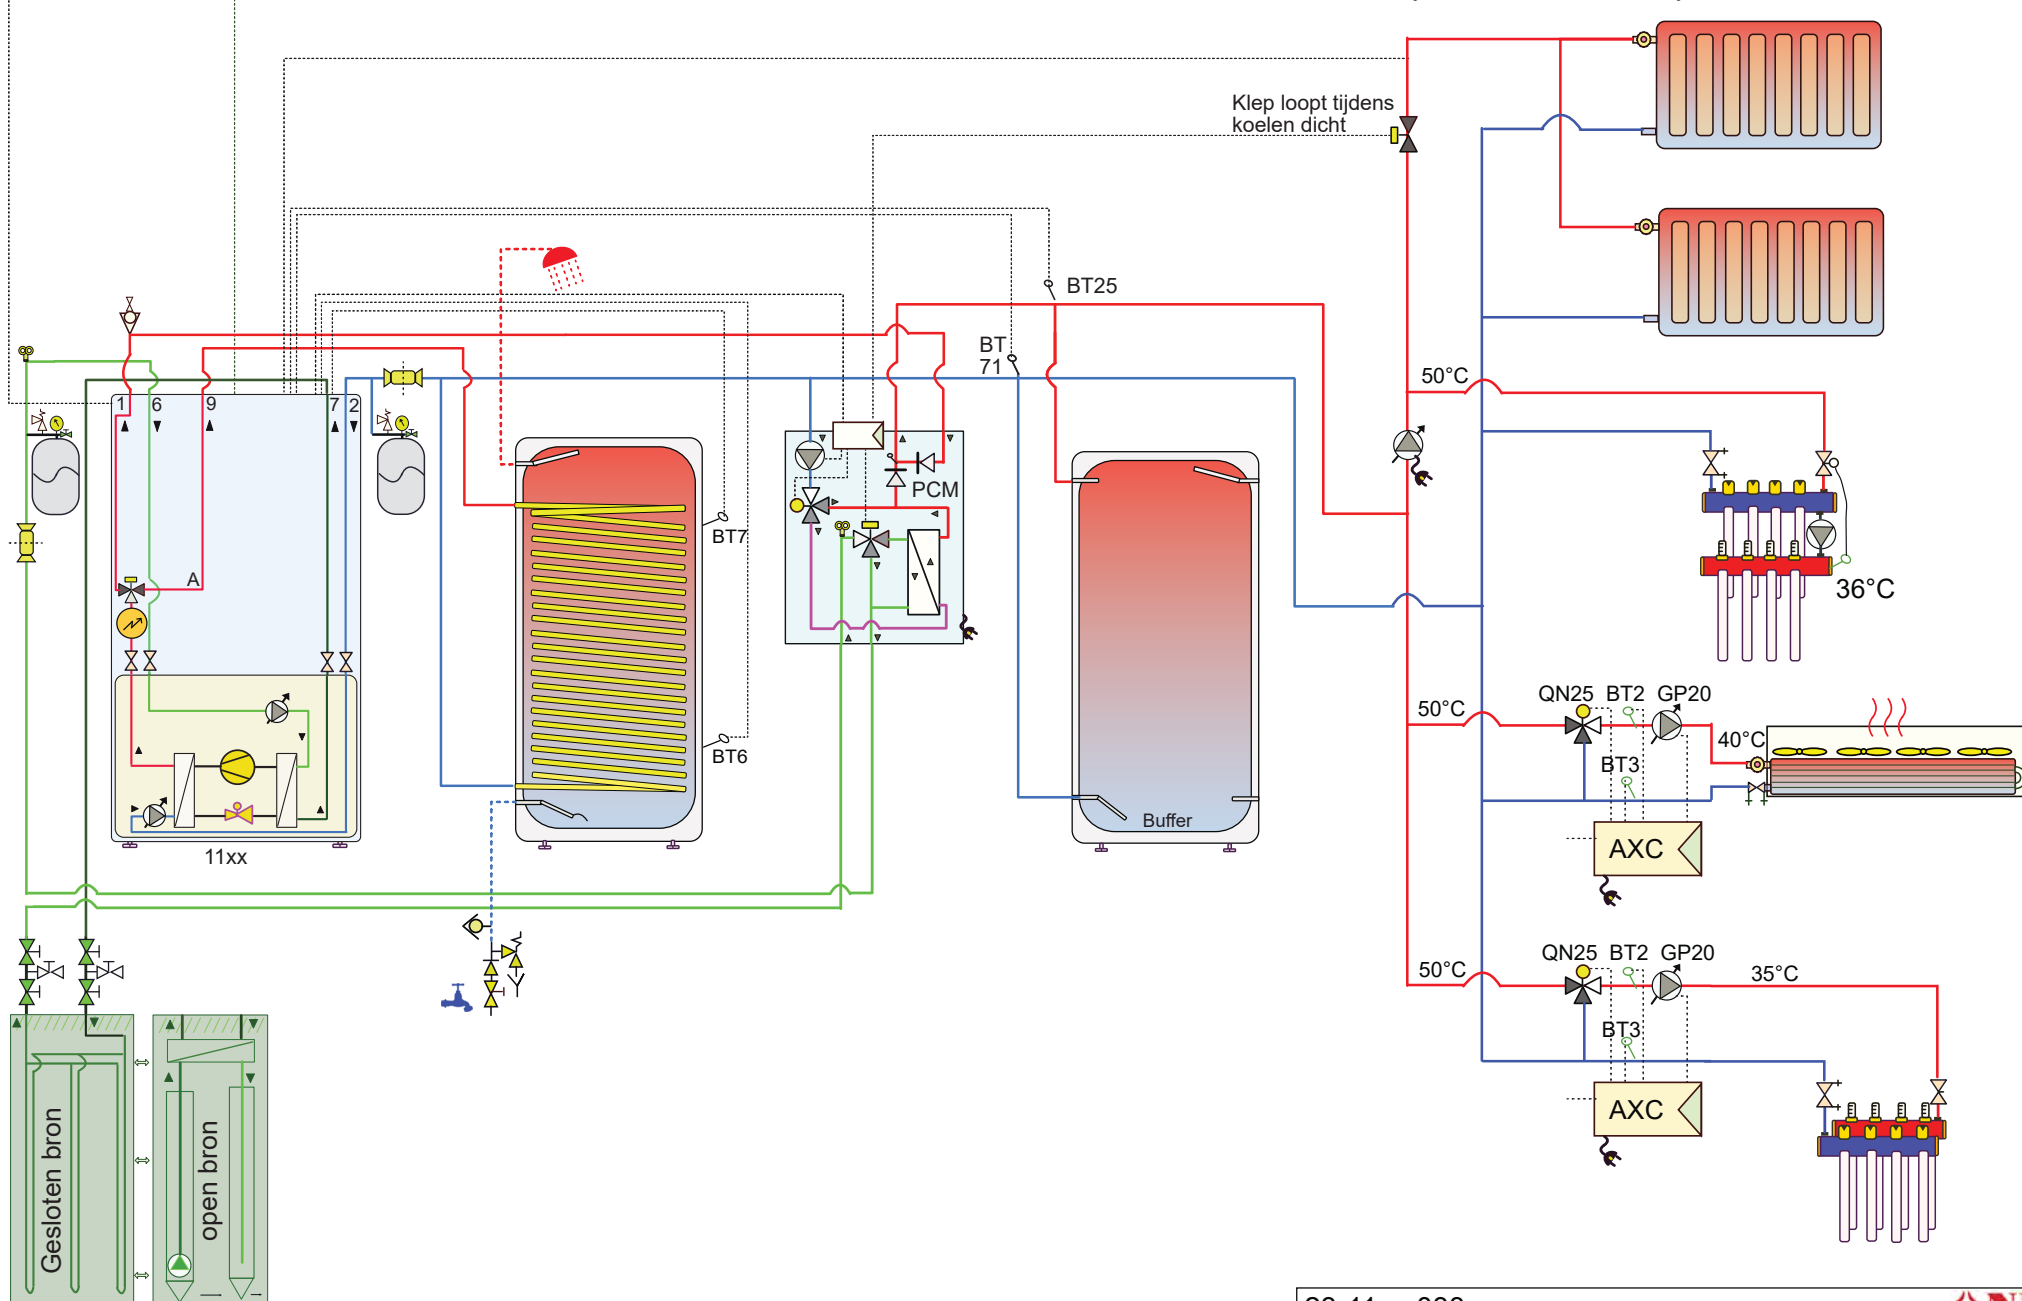 Klep loopt tijdens
koelen dicht
BT25
BT
71
50°C
1
6
9
7
2
PCM
BT7
A
36°C
BT6
QN25
BT2
GP20
50°C
40°C
BT3
Buffer
AXC
11xx
QN25
BT2
GP20
50°C
35°C
BT3
AXC
Gesloten bron
open bron